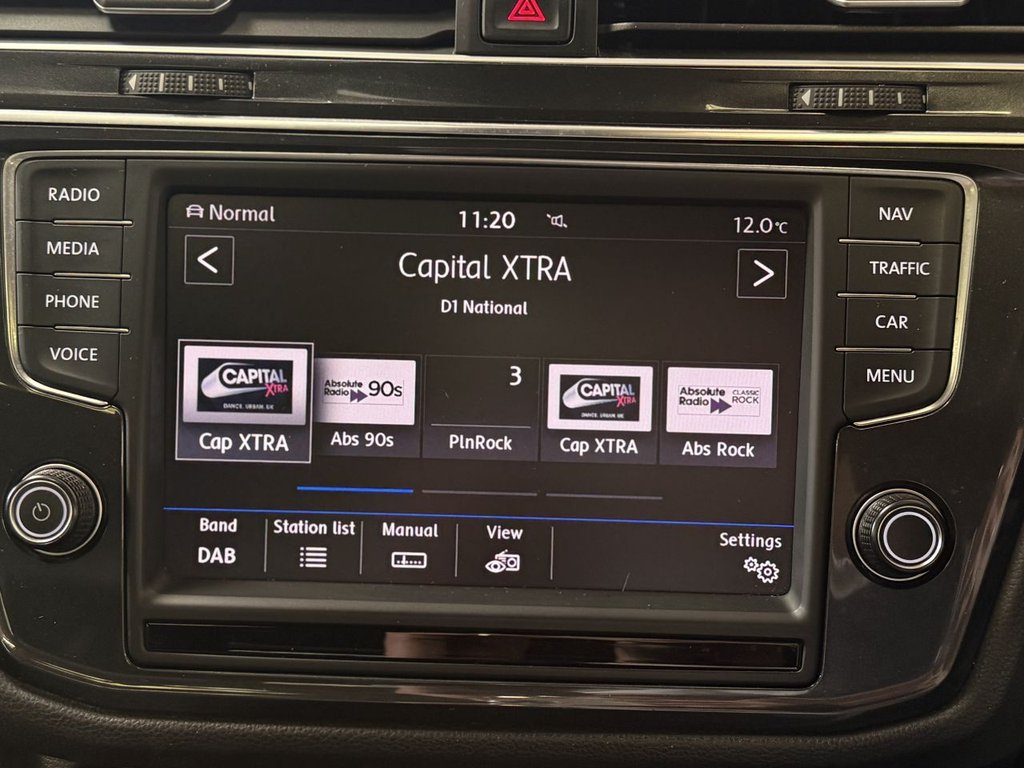 RADIO
MEDIA
PHONE
VOICE
Normal
11:20
12.0°C
<
Capital XTRA
>
D1 National
CAPITAL
XTRA
DANCE. URBAN. UK
Cap XTRA
Absolute
Radio 90s
Abs 90s
3
PlnRock
CAPITAL
XTRA
DANCE. URBAN. UK
Cap XTRA
Absolute
Radio
CLASSIC
ROCK
Abs Rock
Band
DAB
Station list
Manual
View
Settings
NAV
TRAFFIC
CAR
MENU